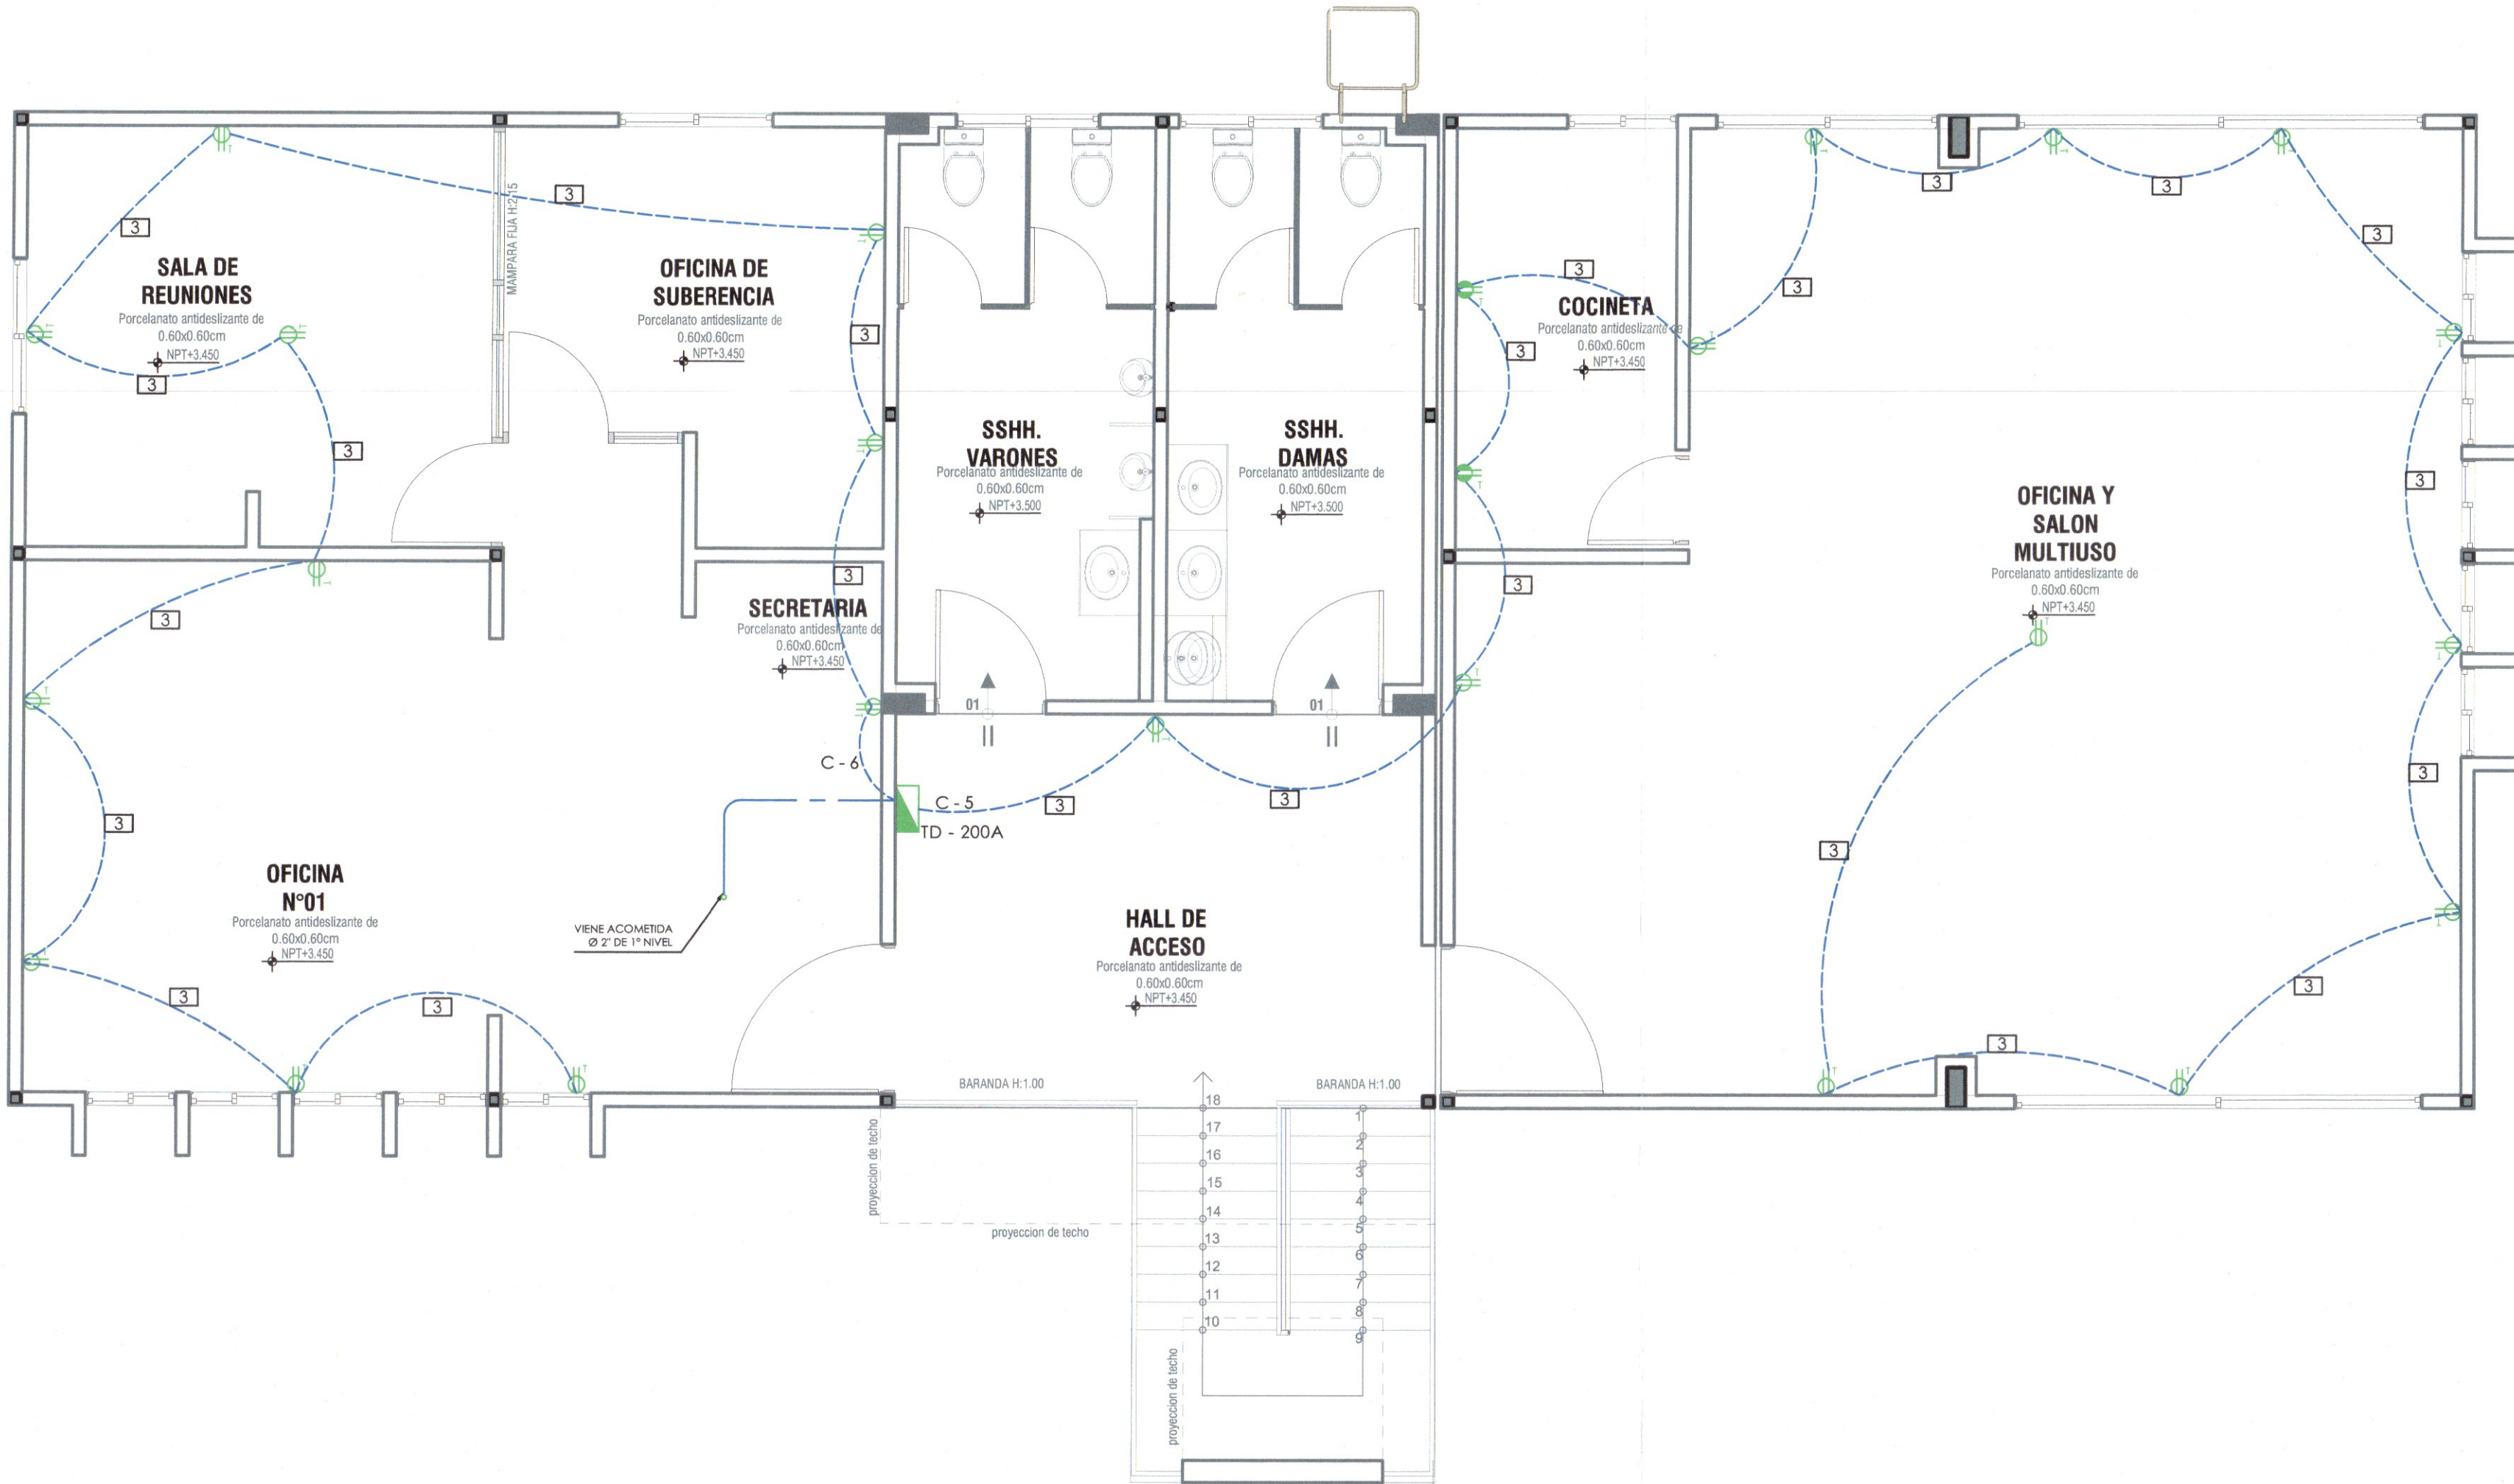 3
3
3
3
3
3
MAMPARA FIJA H:2.15
SALA DE
REUNIONES
Porcelanato antideslizante de
0.60x0.60cm
NPT+3.450
3
3
OFICINA DE
SUBERENCIA
Porcelanato antideslizante de
0.60x0.60cm
NPT+3.450
3
3
COCINETA
Porcelanato antideslizante de
0.60x0.60cm
NPT+3.450
3
3
3
SSHH.
VARONES
Porcelanato antideslizante de
0.60x0.60cm
NPT+3.500
SSHH.
DAMAS
Porcelanato antideslizante de
0.60x0.60cm
NPT+3.500
3
OFICINA Y
SALON
MULTIUSO
Porcelanato antideslizante de
0.60x0.60cm
NPT+3.450
3
3
3
SECRETARIA
Porcelanato antideslizante de
0.60x0.60cm
NPT+3.450
01
01
C - 6
C - 5
TD - 200A
3
3
3
3
3
OFICINA
N°01
Porcelanato antideslizante de
0.60x0.60cm
NPT+3.450
VIENE ACOMETIDA
Ø 2" DE 1° NIVEL
HALL DE
ACCESO
Porcelanato antideslizante de
0.60x0.60cm
NPT+3.450
3
3
3
3
BARANDA H:1.00
BARANDA H:1.00
proyeccion de techo
proyeccion de techo
18
17
16
15
14
13
12
11
10
1
2
3
4
5
6
7
8
9
proyeccion de techo